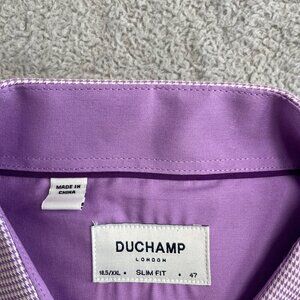 MADE IN
CHINA
DUCHAMP
LONDON
18.5/XXL • SLIM FIT • 47